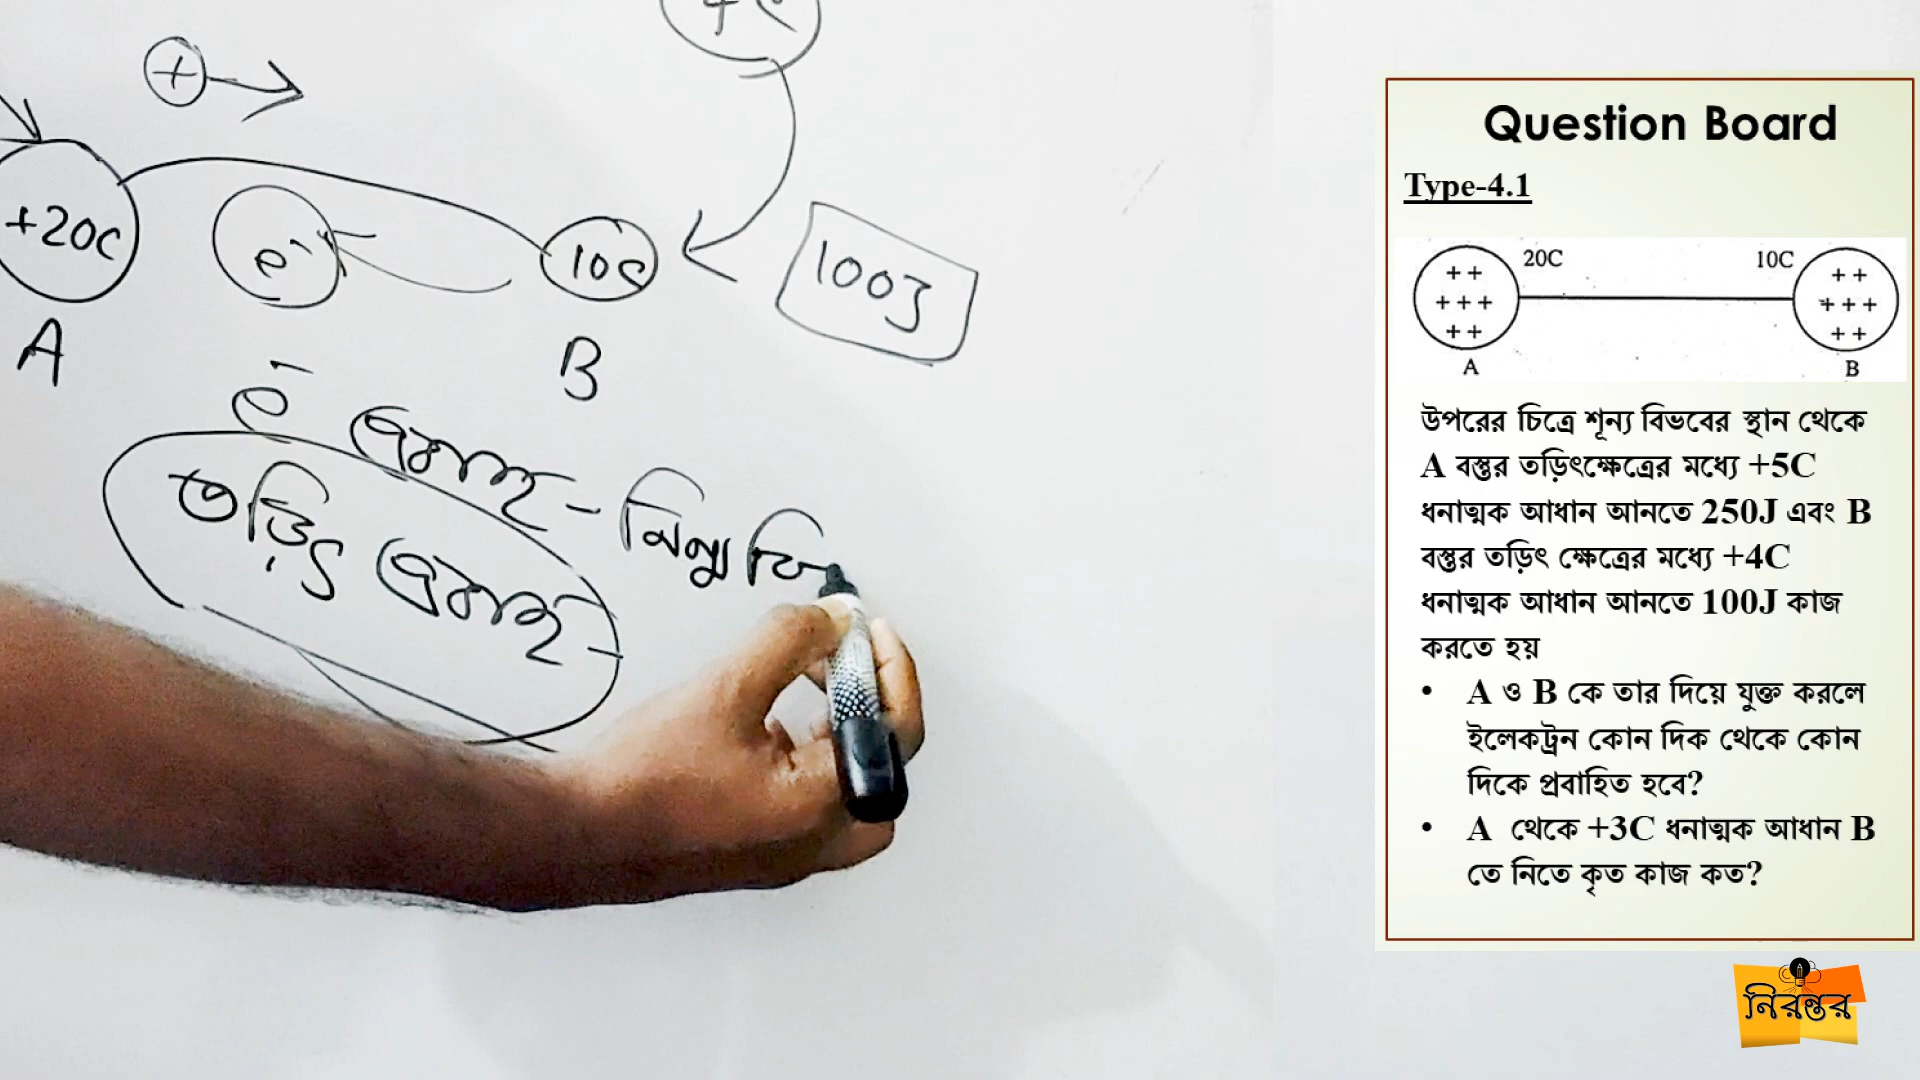 +
+20C
e⁻
10C
100J
A
B
e⁻ প্রবাহ - নিম্ন বি
তড়িৎ প্রবাহ -
Question Board
Type-4.1
20C
10C
++
+++
++
++
+++
++
A
B
উপরের চিত্রে শূন্য বিভবের স্থান থেকে
A বস্তুর তড়িৎক্ষেত্রের মধ্যে +5C
ধনাত্মক আধান আনতে 250J এবং B
বস্তুর তড়িৎ ক্ষেত্রের মধ্যে +4C
ধনাত্মক আধান আনতে 100J কাজ
করতে হয়
• A ও B কে তার দিয়ে যুক্ত করলে
ইলেকট্রন কোন দিক থেকে কোন
দিকে প্রবাহিত হবে?
• A থেকে +3C ধনাত্মক আধান B
তে নিতে কৃত কাজ কত?
নিরন্তর